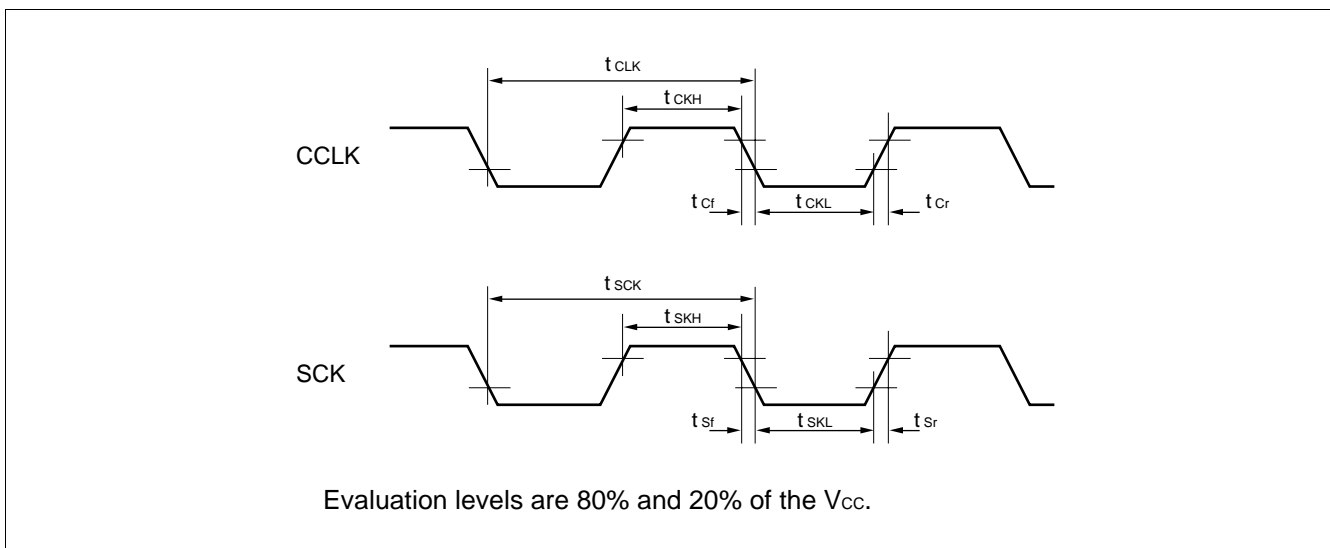 t CLK
t CKH
CCLK
t Cf
t CKL
t Cr
t SCK
t SKH
SCK
t Sf
t SKL
t Sr
Evaluation levels are 80% and 20% of the Vcc.